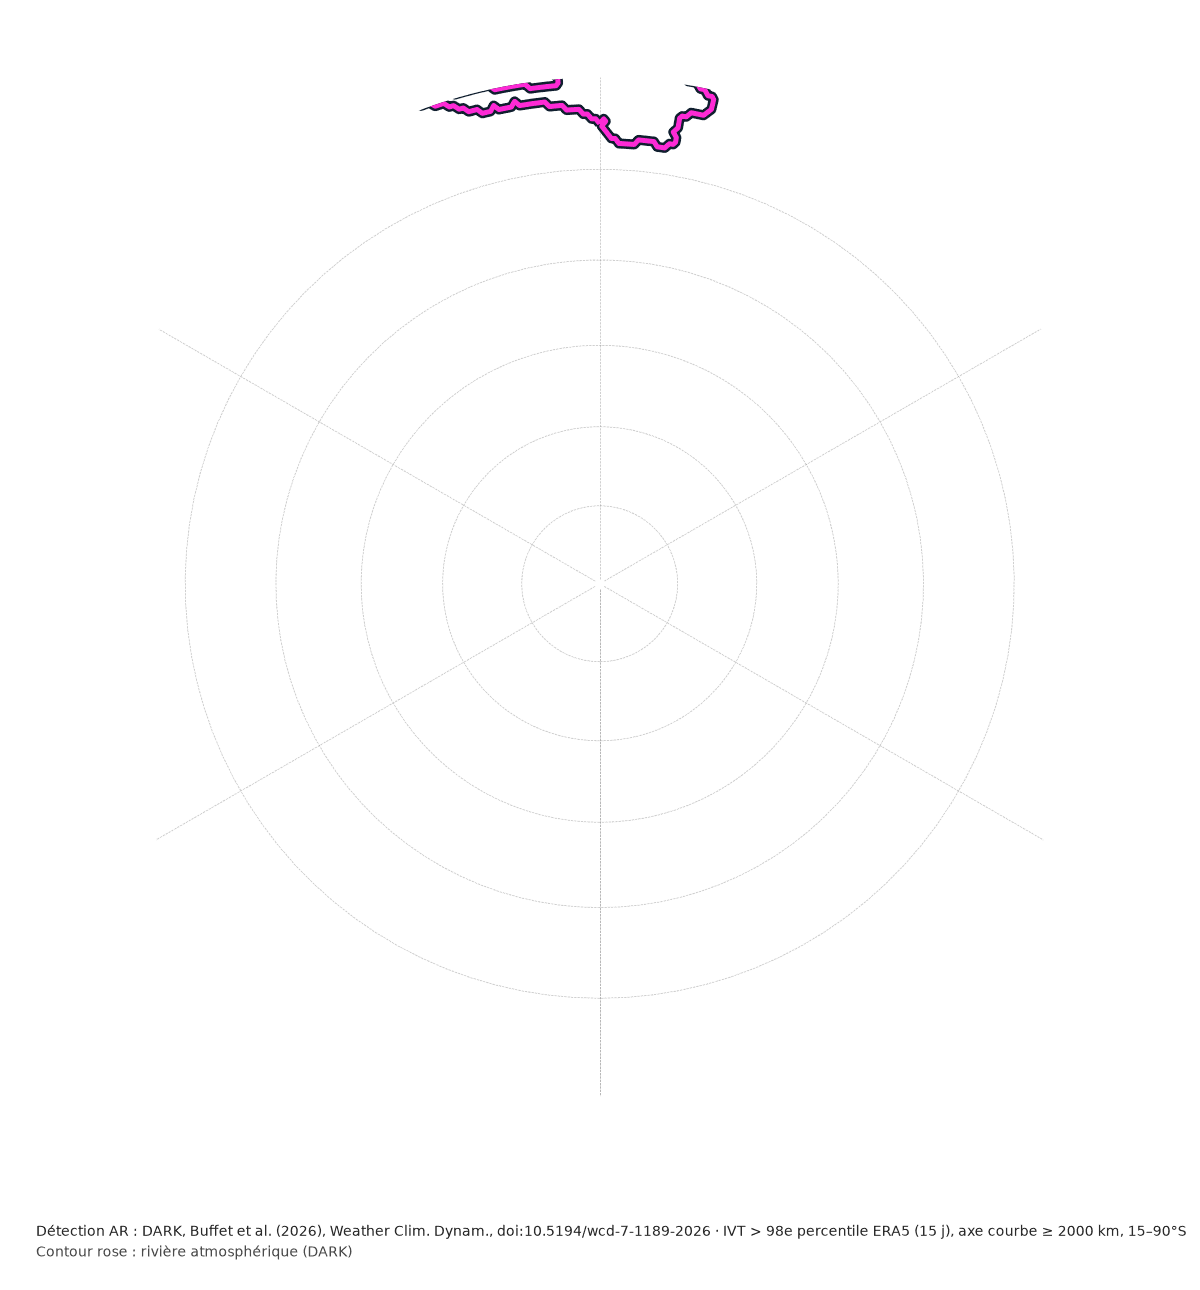 Détection AR : DARK, Buffet et al. (2026), Weather Clim. Dynam., doi:10.5194/wcd-7-1189-2026 · IVT > 98e percentile ERA5 (15 j), axe courbe ≥ 2000 km, 15–90°S
Contour rose : rivière atmosphérique (DARK)